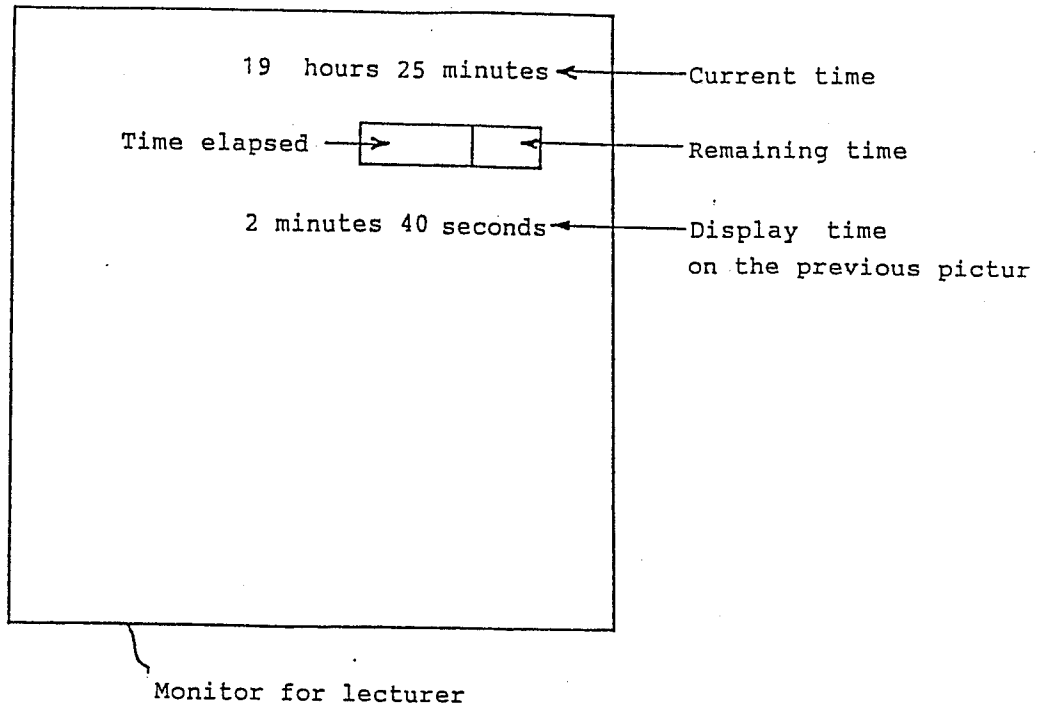 19 hours 25 minutes
Current time
Time elapsed
Remaining time
2 minutes 40 seconds
Display time
on the previous pictur
Monitor for lecturer